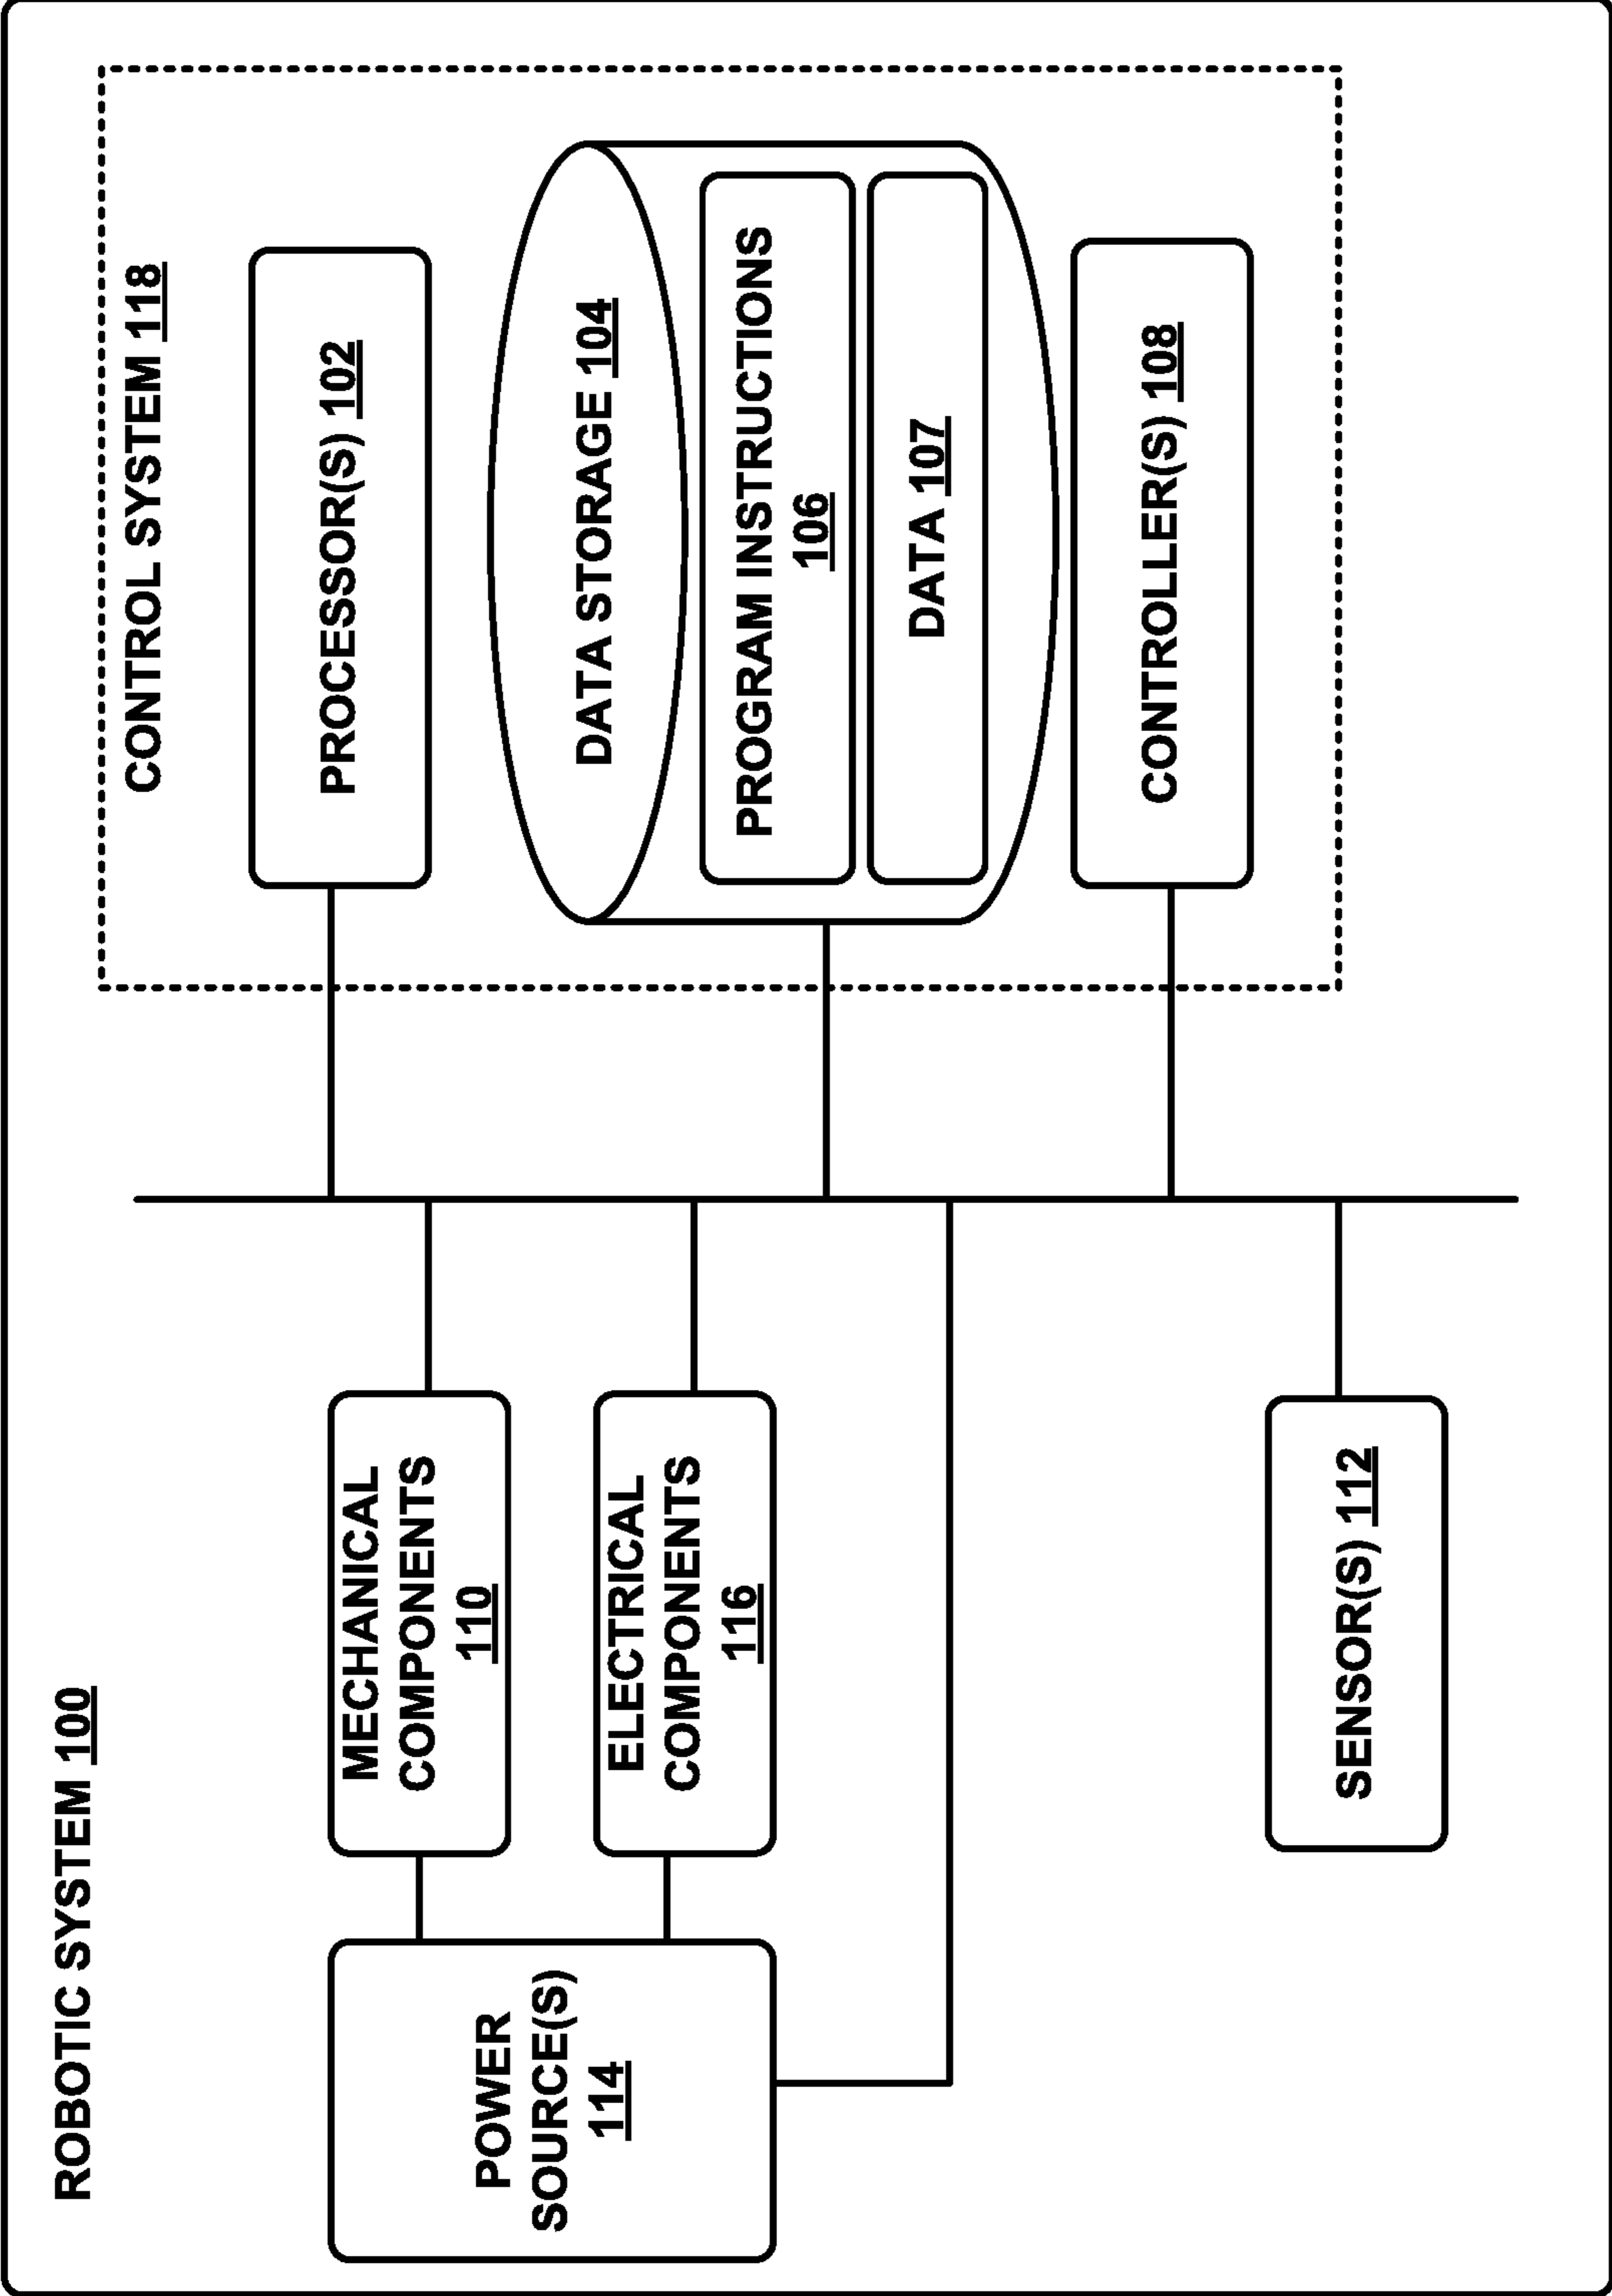 ROBOTIC SYSTEM 100
CONTROL SYSTEM 118
PROCESSOR(S) 102
DATA STORAGE 104
PROGRAM INSTRUCTIONS
106
DATA 107
CONTROLLER(S) 108
MECHANICAL
COMPONENTS
110
ELECTRICAL
COMPONENTS
116
POWER
SOURCE(S)
114
SENSOR(S) 112